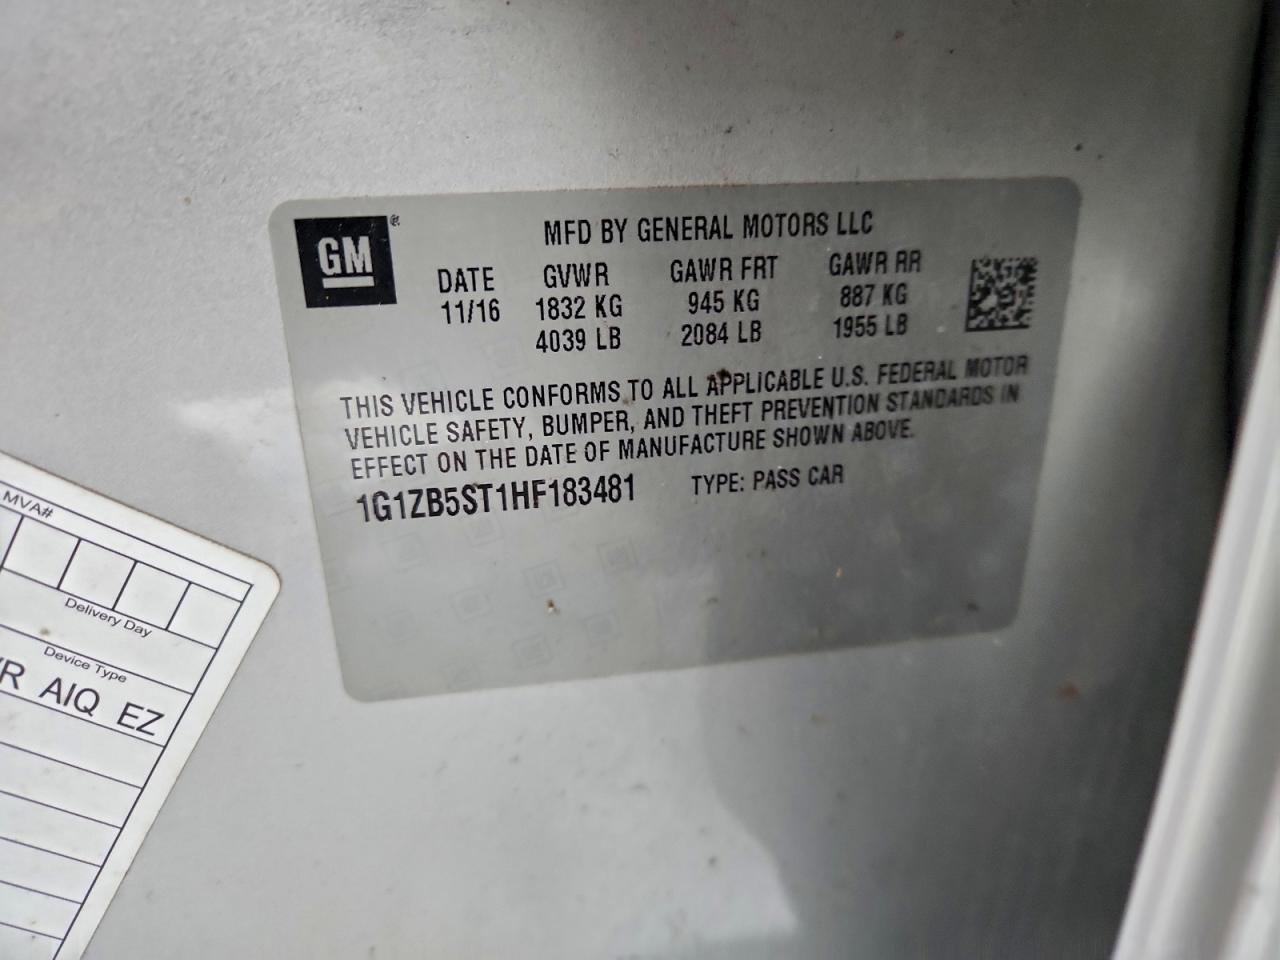 GM®
MFD BY GENERAL MOTORS LLC
DATE GVWR GAWR FRT GAWR RR
11/16 1832 KG 945 KG 887 KG
4039 LB 2084 LB 1955 LB
THIS VEHICLE CONFORMS TO ALL APPLICABLE U.S. FEDERAL MOTOR
VEHICLE SAFETY, BUMPER, AND THEFT PREVENTION STANDARDS IN
EFFECT ON THE DATE OF MANUFACTURE SHOWN ABOVE.
1G1ZB5ST1HF183481 TYPE: PASS CAR
MVA#
Delivery Day
Device Type
AIQ EZ